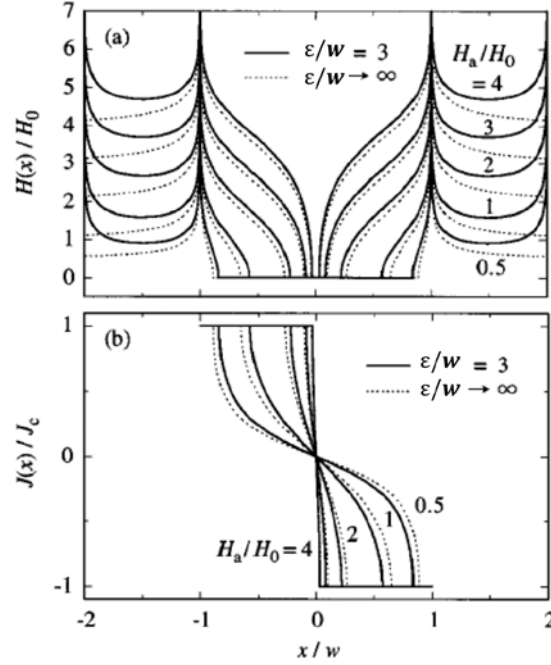 7
6
5
4
3
2
1
0
H(x) / H₀
(a)
ε/w = 3
ε/w → ∞
Hₐ/H₀
= 4
3
2
1
0.5
1
0
-1
J(x) / J_c
(b)
ε/w = 3
ε/w → ∞
0.5
1
2
Hₐ/H₀ = 4
-2 -1 0 1 2
x / w